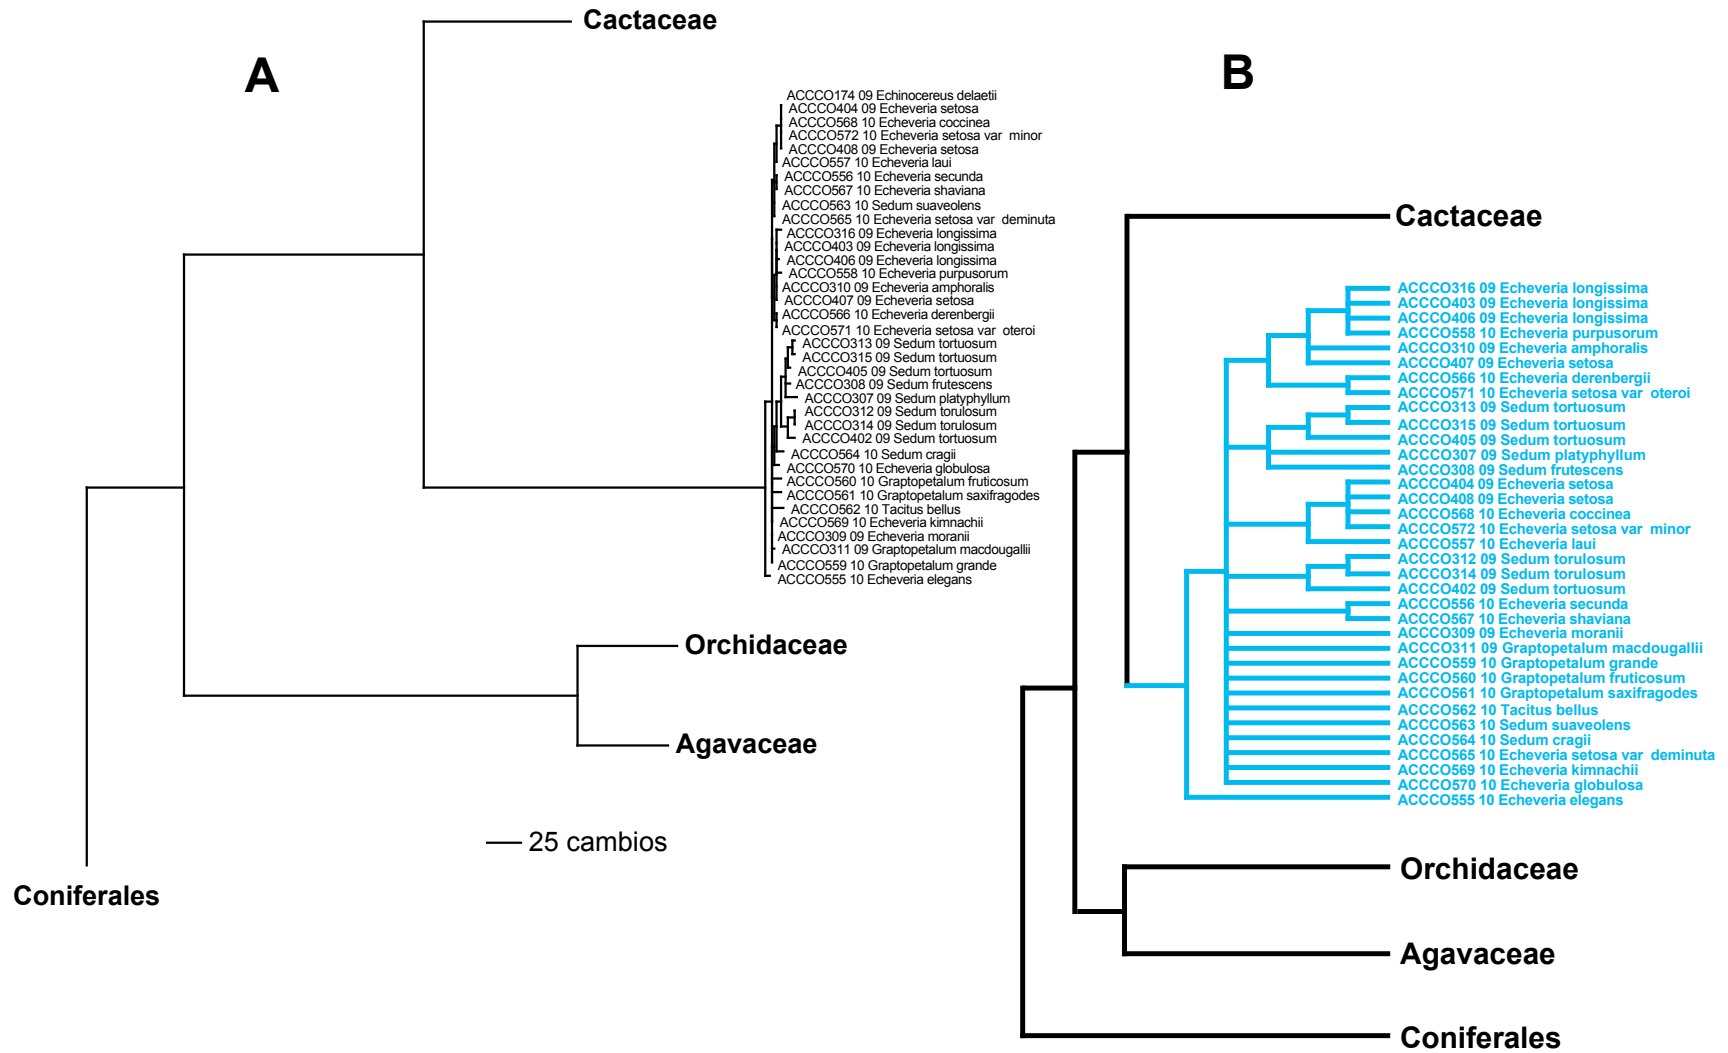 A
Cactaceae
ACCCO174 09 Echinocereus delaetii
ACCCO404 09 Echeveria setosa
ACCCO568 10 Echeveria coccinea
ACCCO572 10 Echeveria setosa var minor
ACCCO408 09 Echeveria setosa
ACCCO557 10 Echeveria laui
ACCCO556 10 Echeveria secunda
ACCCO567 10 Echeveria shaviana
ACCCO563 10 Sedum suaveolens
ACCCO565 10 Echeveria setosa var deminuta
ACCCO316 09 Echeveria longissima
ACCCO403 09 Echeveria longissima
ACCCO406 09 Echeveria longissima
ACCCO558 10 Echeveria purpusorum
ACCCO310 09 Echeveria amphoralis
ACCCO407 09 Echeveria setosa
ACCCO566 10 Echeveria derenbergii
ACCCO571 10 Echeveria setosa var oteroi
ACCCO313 09 Sedum tortuosum
ACCCO315 09 Sedum tortuosum
ACCCO405 09 Sedum tortuosum
ACCCO308 09 Sedum frutescens
ACCCO307 09 Sedum platyphyllum
ACCCO312 09 Sedum torulosum
ACCCO314 09 Sedum torulosum
ACCCO402 09 Sedum tortuosum
ACCCO564 10 Sedum cragii
ACCCO570 10 Echeveria globulosa
ACCCO560 10 Graptopetalum fruticosum
ACCCO561 10 Graptopetalum saxifragodes
ACCCO562 10 Tacitus bellus
ACCCO569 10 Echeveria kimnachii
ACCCO309 09 Echeveria moranii
ACCCO311 09 Graptopetalum macdougallii
ACCCO559 10 Graptopetalum grande
ACCCO555 10 Echeveria elegans
Orchidaceae
Agavaceae
25 cambios
Coniferales
B
Cactaceae
ACCCO316 09 Echeveria longissima
ACCCO403 09 Echeveria longissima
ACCCO406 09 Echeveria longissima
ACCCO558 10 Echeveria purpusorum
ACCCO310 09 Echeveria amphoralis
ACCCO407 09 Echeveria setosa
ACCCO566 10 Echeveria derenbergii
ACCCO571 10 Echeveria setosa var oteroi
ACCCO313 09 Sedum tortuosum
ACCCO315 09 Sedum tortuosum
ACCCO405 09 Sedum tortuosum
ACCCO307 09 Sedum platyphyllum
ACCCO308 09 Sedum frutescens
ACCCO404 09 Echeveria setosa
ACCCO408 09 Echeveria setosa
ACCCO568 10 Echeveria coccinea
ACCCO572 10 Echeveria setosa var minor
ACCCO557 10 Echeveria laui
ACCCO312 09 Sedum torulosum
ACCCO314 09 Sedum torulosum
ACCCO402 09 Sedum tortuosum
ACCCO556 10 Echeveria secunda
ACCCO567 10 Echeveria shaviana
ACCCO309 09 Echeveria moranii
ACCCO311 09 Graptopetalum macdougallii
ACCCO559 10 Graptopetalum grande
ACCCO560 10 Graptopetalum fruticosum
ACCCO561 10 Graptopetalum saxifragodes
ACCCO562 10 Tacitus bellus
ACCCO563 10 Sedum suaveolens
ACCCO564 10 Sedum cragii
ACCCO565 10 Echeveria setosa var deminuta
ACCCO569 10 Echeveria kimnachii
ACCCO570 10 Echeveria globulosa
ACCCO555 10 Echeveria elegans
Orchidaceae
Agavaceae
Coniferales